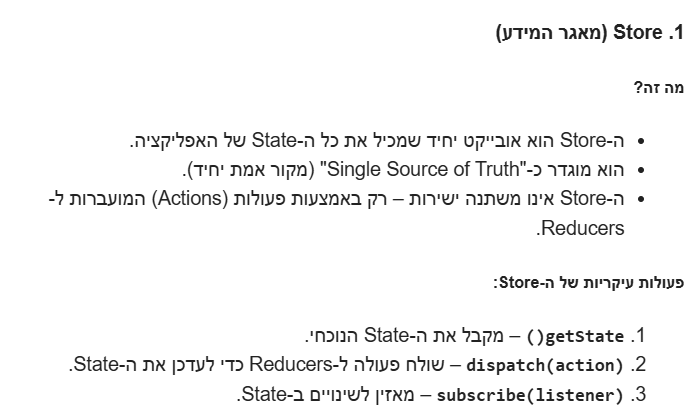 1. Store (מאגר המידע)
מה זה?
• ה-Store הוא אובייקט יחיד שמכיל את כל ה-State של האפליקציה.
• הוא מוגדר כ-"Single Source of Truth" (מקור אמת יחיד).
• ה-Store אינו משתנה ישירות – רק באמצעות פעולות (Actions) המועברות ל-
Reducers.
פעולות עיקריות של ה-Store:
1. getState() – מקבל את ה-State הנוכחי.
2. dispatch(action) – שולח פעולה ל-Reducers כדי לעדכן את ה-State.
3. subscribe(listener) – מאזין לשינויים ב-State.